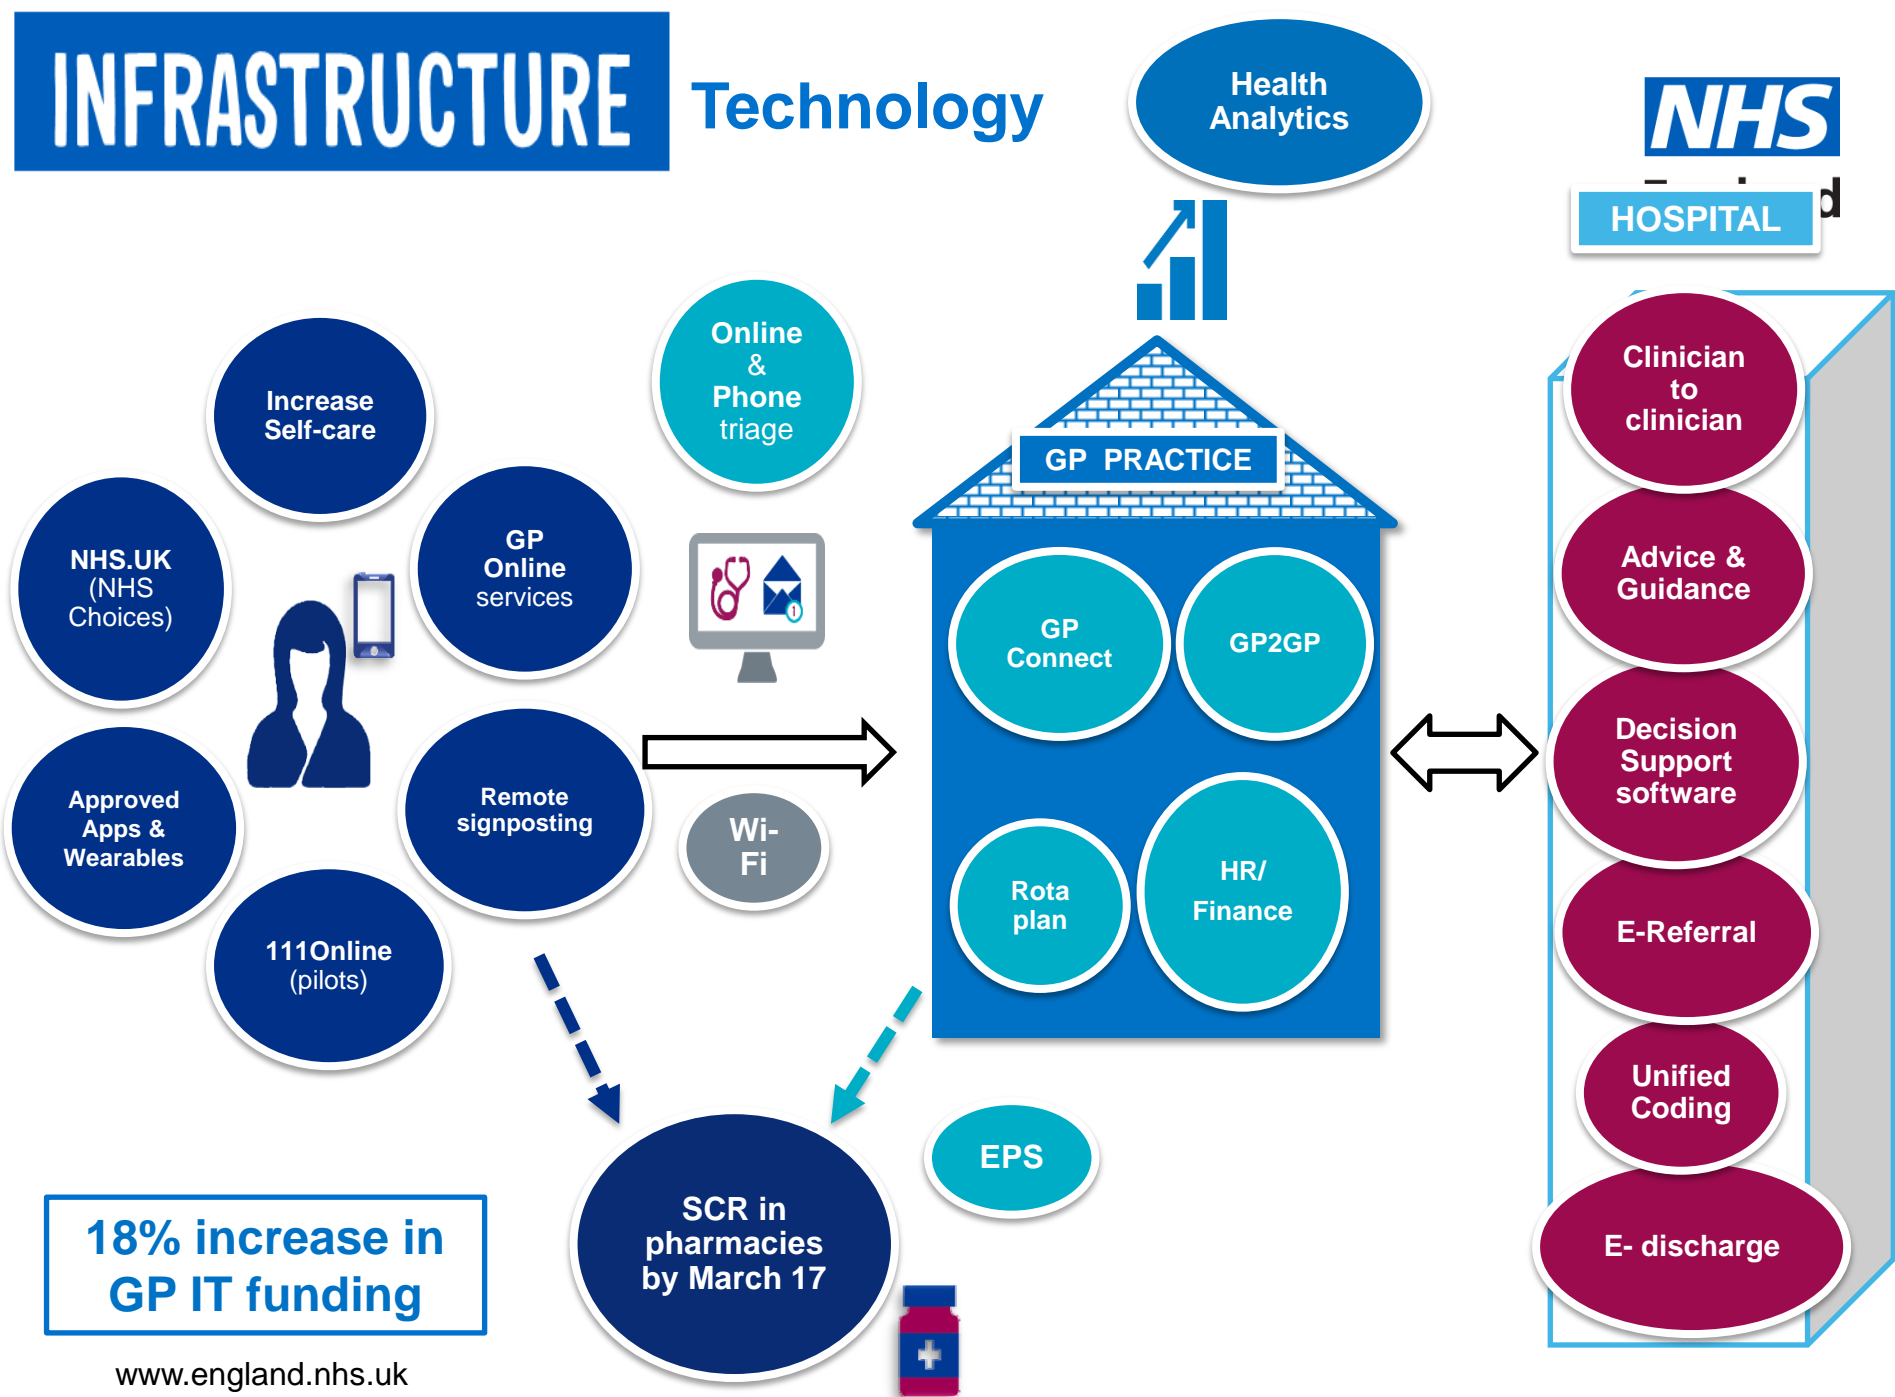 INFRASTRUCTURE
Technology
Health
Analytics
NHS
HOSPITAL
Increase
Self-care
NHS.UK
(NHS
Choices)
GP
Online
services
Approved
Apps &
Wearables
Remote
signposting
111Online
(pilots)
Online
&
Phone
triage
1
Wi-
Fi
GP PRACTICE
GP
Connect
GP2GP
Rota
plan
HR/
Finance
Clinician
to
clinician
Advice &
Guidance
Decision
Support
software
E-Referral
Unified
Coding
E- discharge
SCR in
pharmacies
by March 17
EPS
18% increase in
GP IT funding
www.england.nhs.uk